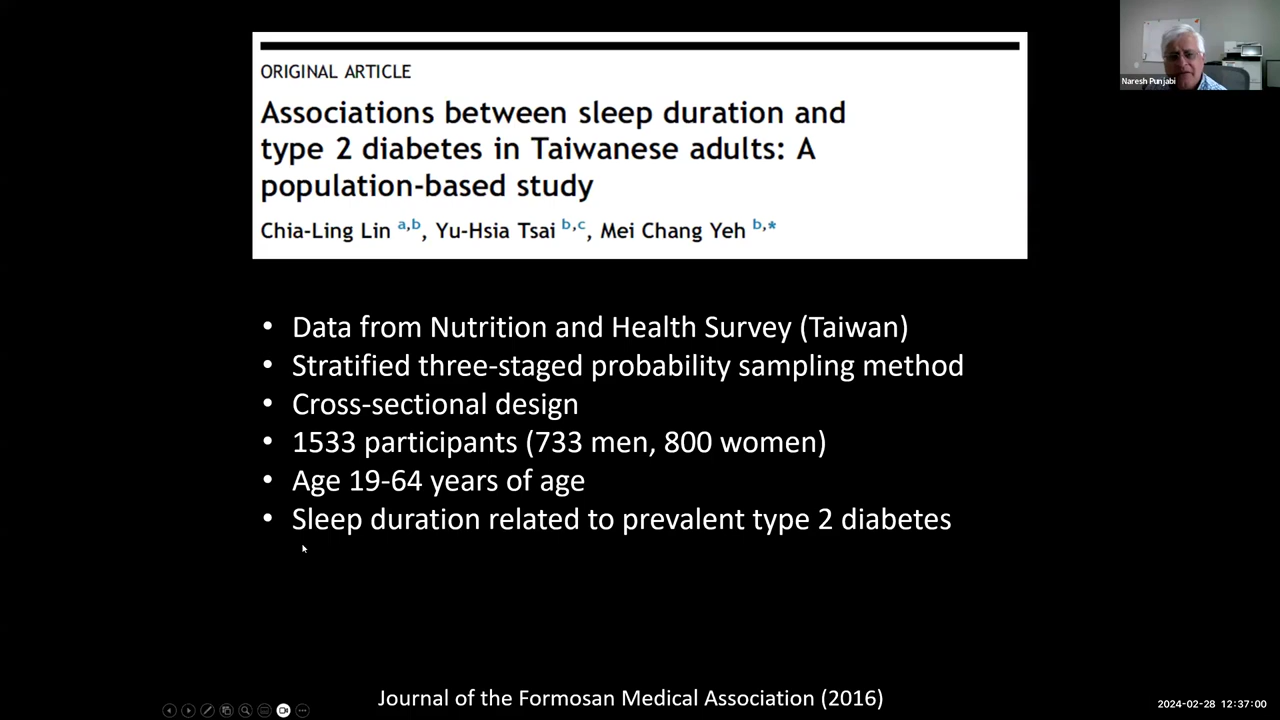 ORIGINAL ARTICLE
Associations between sleep duration and
type 2 diabetes in Taiwanese adults: A
population-based study
Chia-Ling Lin a,b, Yu-Hsia Tsai b,c, Mei Chang Yeh b,*
Naresh Punjabi
• Data from Nutrition and Health Survey (Taiwan)
• Stratified three-staged probability sampling method
• Cross-sectional design
• 1533 participants (733 men, 800 women)
• Age 19-64 years of age
• Sleep duration related to prevalent type 2 diabetes
Journal of the Formosan Medical Association (2016)
2024-02-28 12:37:00